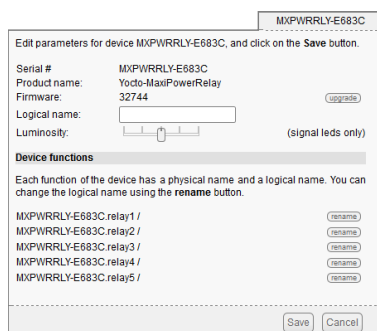 MXPWRRLY-E683C
Edit parameters for device MXPWRRLY-E683C, and click on the Save button.
Serial # MXPWRRLY-E683C
Product name: Yocto-MaxiPowerRelay
Firmware: 32744 upgrade
Logical name:
Luminosity: (signal leds only)
Device functions
Each function of the device has a physical name and a logical name. You can
change the logical name using the rename button.
MXPWRRLY-E683C.relay1 / rename
MXPWRRLY-E683C.relay2 / rename
MXPWRRLY-E683C.relay3 / rename
MXPWRRLY-E683C.relay4 / rename
MXPWRRLY-E683C.relay5 / rename
Save Cancel